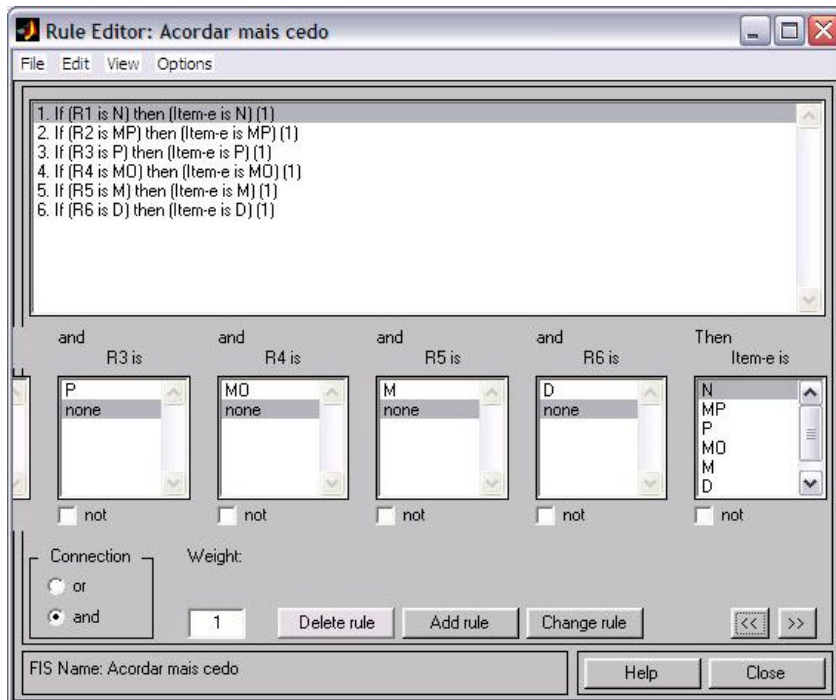 Rule Editor: Acordar mais cedo
File Edit View Options
1. If (R1 is N) then (Item-e is N) (1)
2. If (R2 is MP) then (Item-e is MP) (1)
3. If (R3 is P) then (Item-e is P) (1)
4. If (R4 is MO) then (Item-e is MO) (1)
5. If (R5 is M) then (Item-e is M) (1)
6. If (R6 is D) then (Item-e is D) (1)
and and and and Then
R3 is R4 is R5 is R6 is Item-e is
P MO M D N
none none none none MP
P
MO
M
D
not not not not not
Connection Weight:
or
and 1 Delete rule Add rule Change rule << >>
FIS Name: Acordar mais cedo Help Close